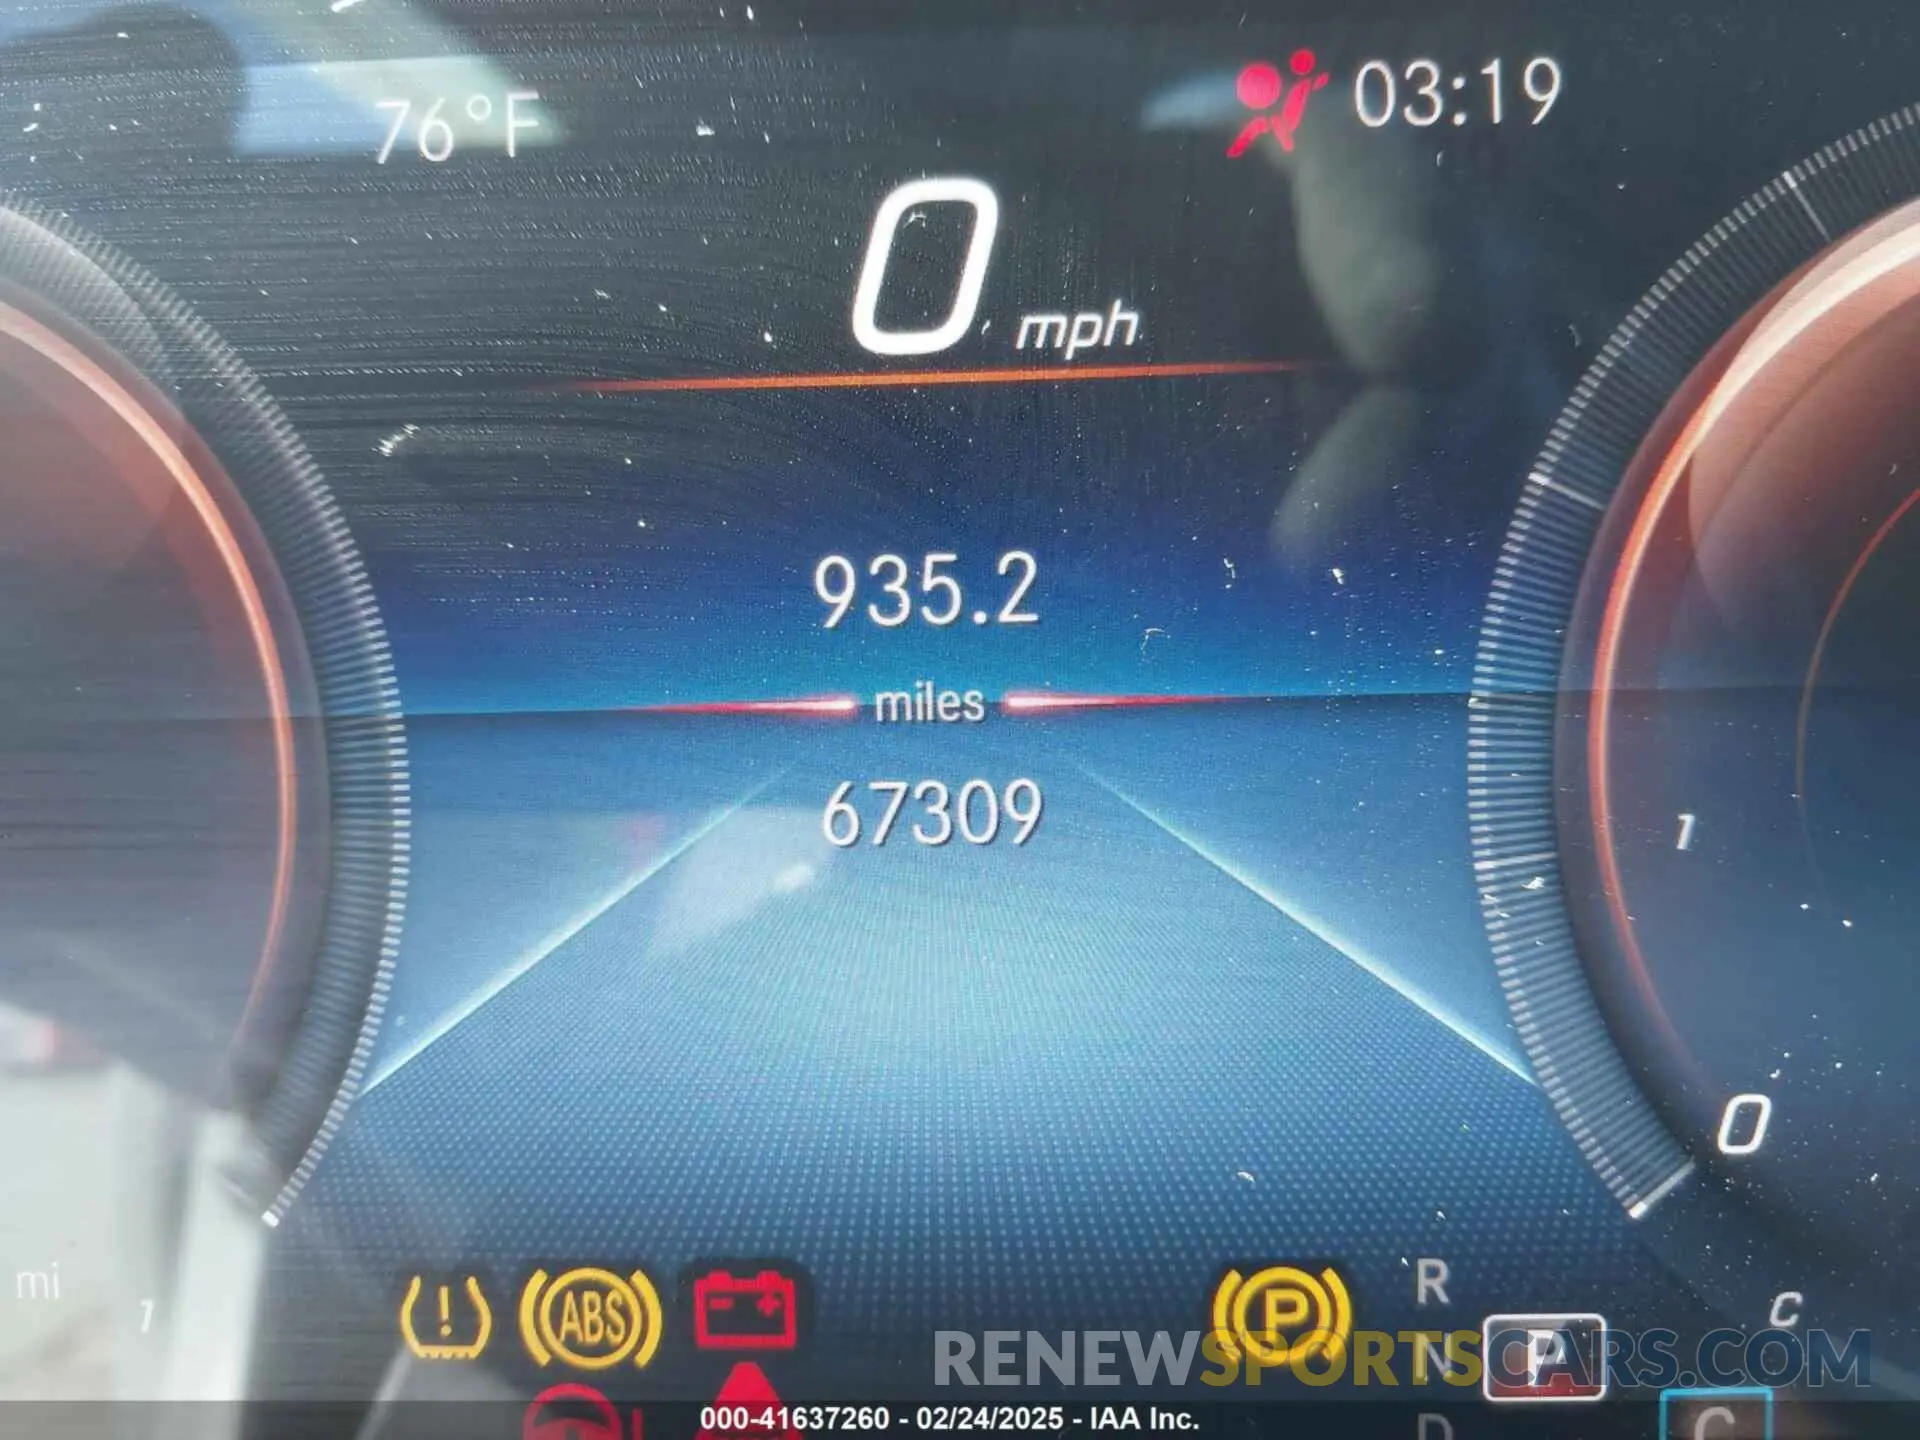 76°F
03:19
0 mph
935.2
miles
67309
1
0
mi
1
ABS
P
R
N
P
D
C
C
RENEWSPORTSCARS.COM
000-41637260 - 02/24/2025 - IAA Inc.